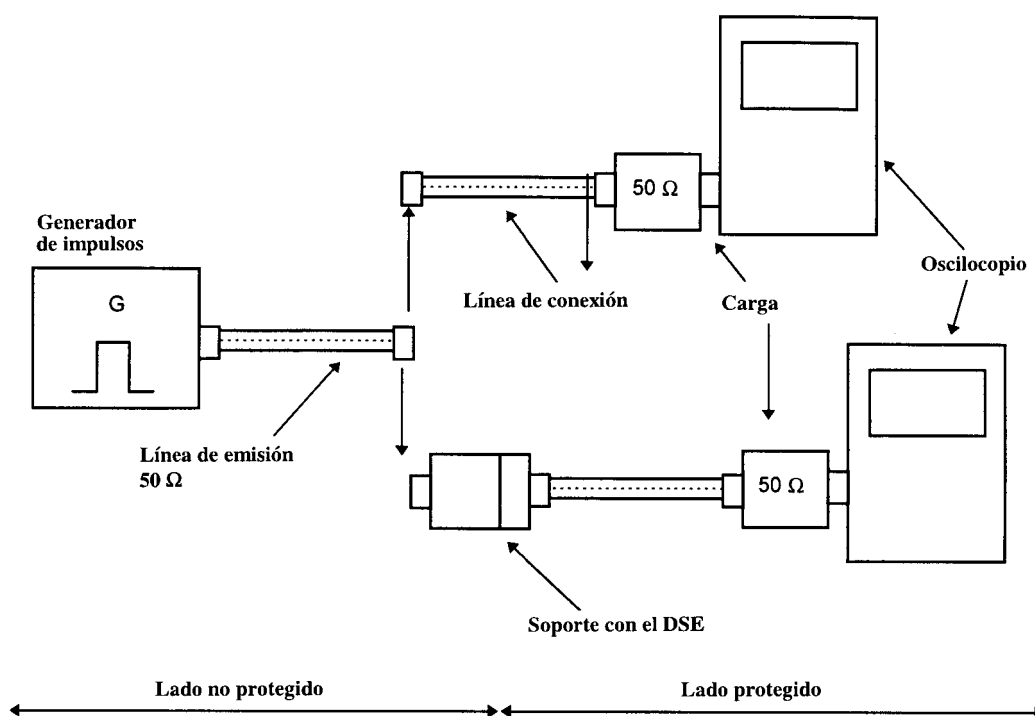 50 Ω
Generador
de impulsos
G
Línea de conexión
Carga
Oscilocopio
Línea de emisión
50 Ω
50 Ω
Soporte con el DSE
Lado no protegido
Lado protegido